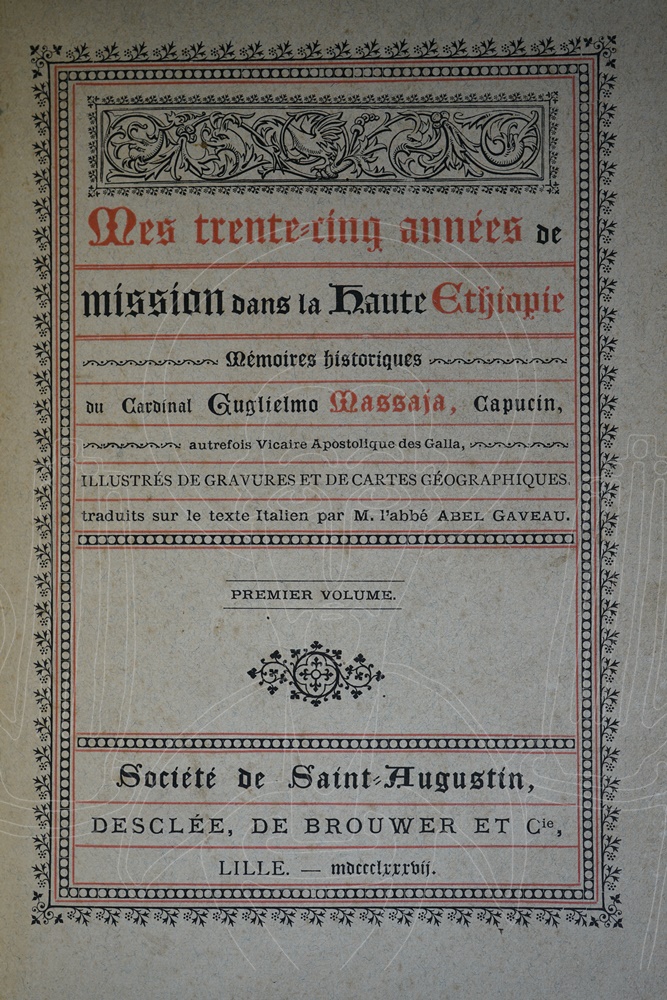 Mes trente-cinq années de
mission dans la Haute Ethiopie
Mémoires historiques
du Cardinal Guglielmo Massaja, Capucin,
autrefois Vicaire Apostolique des Galla,
ILLUSTRÉS DE GRAVURES ET DE CARTES GÉOGRAPHIQUES,
traduits sur le texte Italien par M. l'abbé ABEL GAVEAU.
PREMIER VOLUME.
Société de Saint-Augustin,
DESCLÉE, DE BROUWER ET Cie,
LILLE. — mdccclxxxvij.